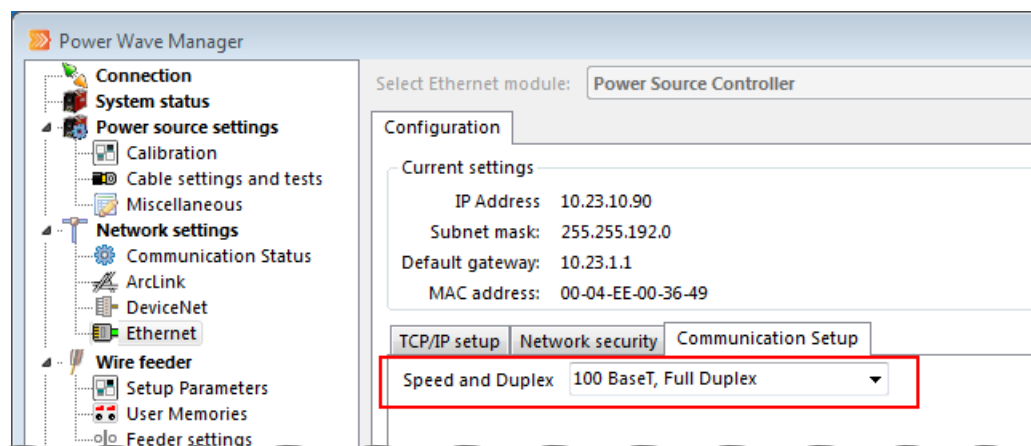 Power Wave Manager
Connection
System status
Power source settings
Calibration
Cable settings and tests
Miscellaneous
Network settings
Communication Status
ArcLink
DeviceNet
Ethernet
Wire feeder
Setup Parameters
User Memories
Feeder settings
Select Ethernet module: Power Source Controller
Configuration
Current settings
IP Address 10.23.10.90
Subnet mask: 255.255.192.0
Default gateway: 10.23.1.1
MAC address: 00-04-EE-00-36-49
TCP/IP setup Network security Communication Setup
Speed and Duplex 100 BaseT, Full Duplex